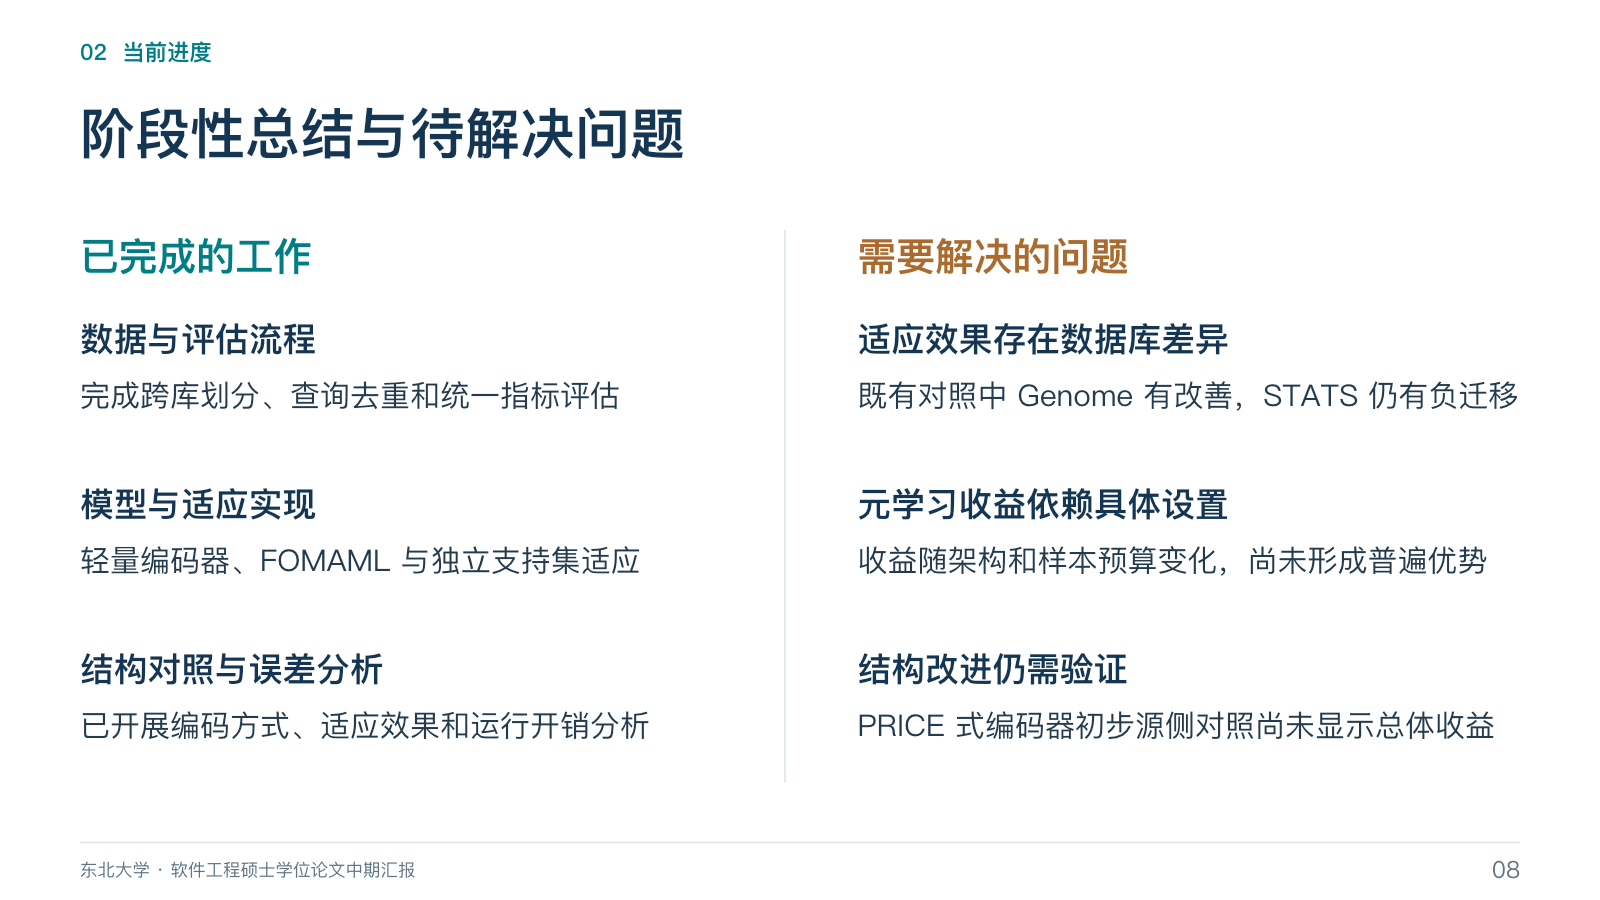 02 当前进度
阶段性总结与待解决问题
已完成的工作
数据与评估流程
完成跨库划分、查询去重和统一指标评估
模型与适应实现
轻量编码器、FOMAML 与独立支持集适应
结构对照与误差分析
已开展编码方式、适应效果和运行开销分析
需要解决的问题
适应效果存在数据库差异
既有对照中 Genome 有改善，STATS 仍有负迁移
元学习收益依赖具体设置
收益随架构和样本预算变化，尚未形成普遍优势
结构改进仍需验证
PRICE 式编码器初步源侧对照尚未显示总体收益
东北大学 · 软件工程硕士学位论文中期汇报
08